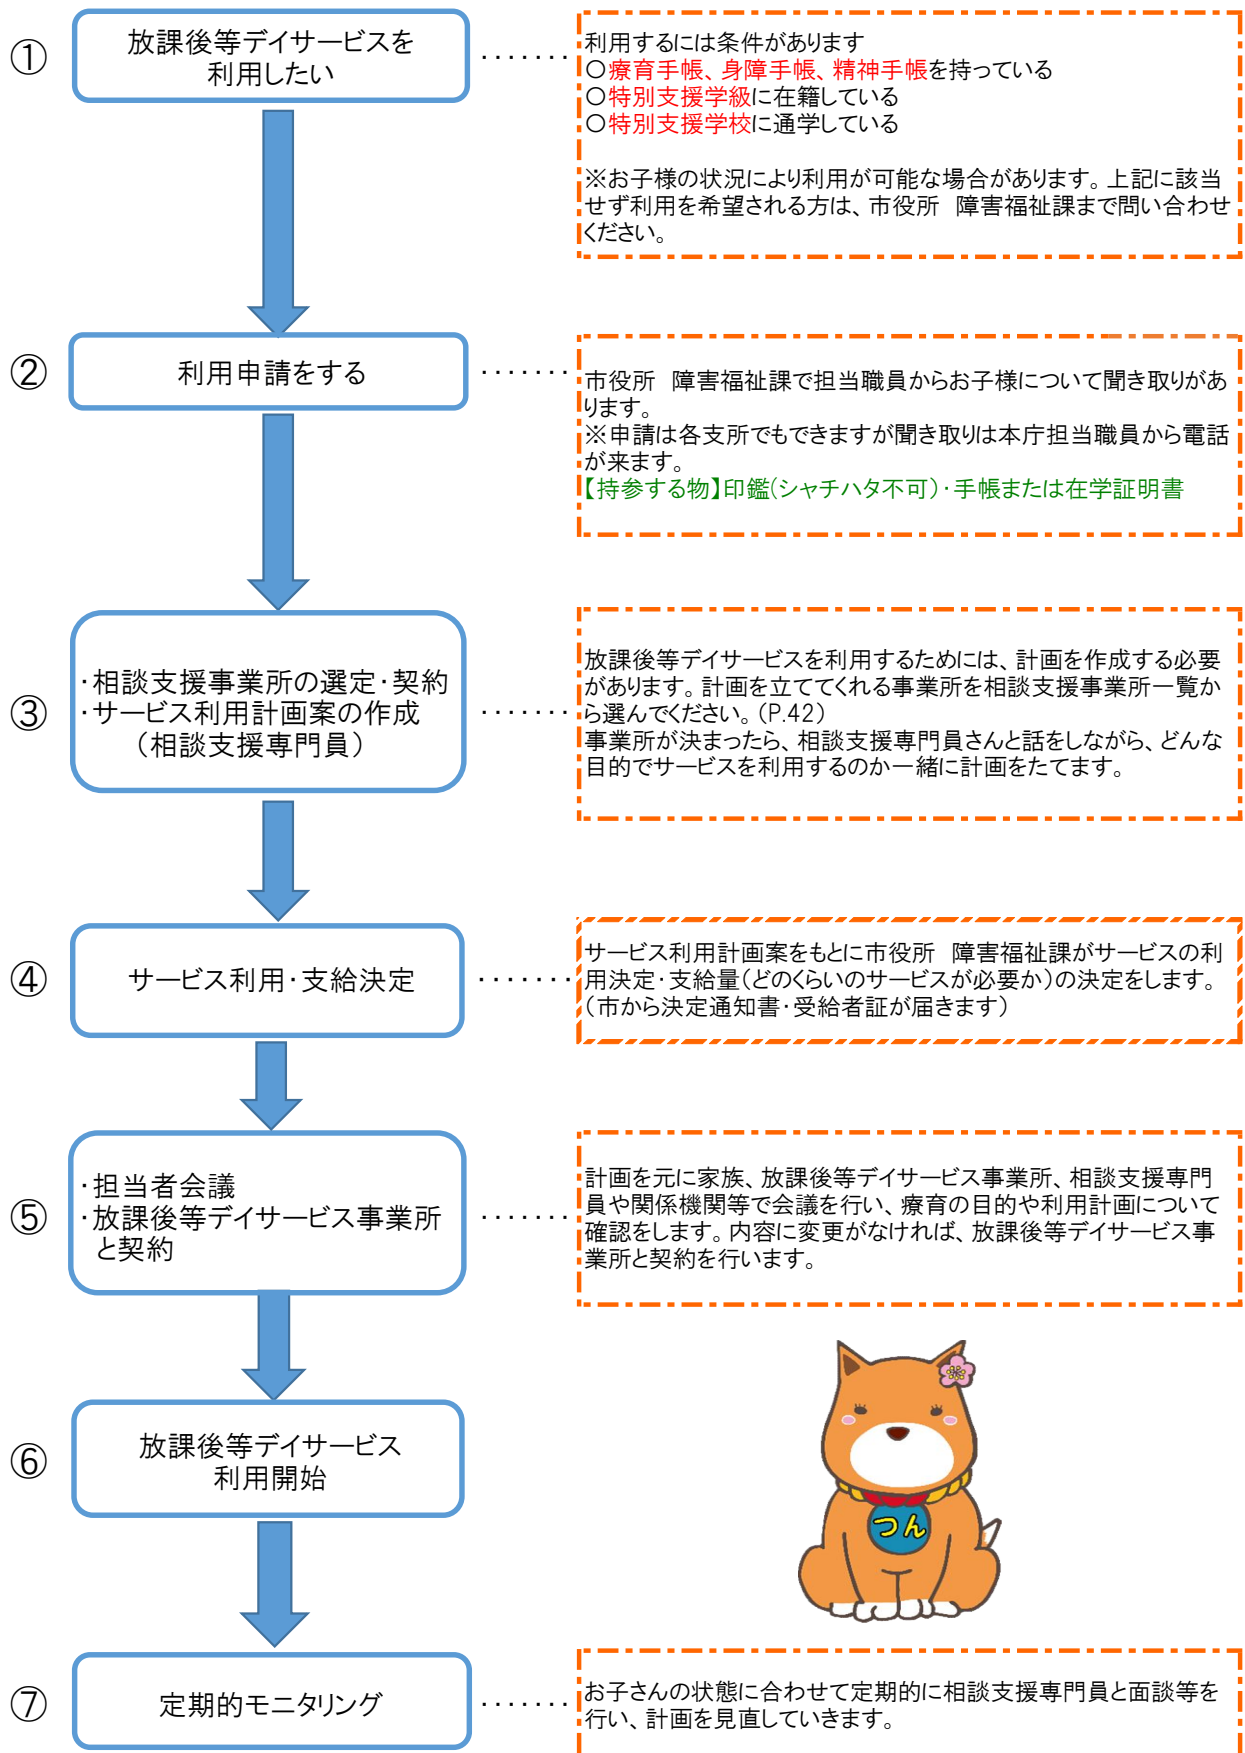 ①
放課後等デイサービスを
利用したい
・・・・・・・
利用するには条件があります
○療育手帳、身障手帳、精神手帳を持っている
○特別支援学級に在籍している
○特別支援学校に通学している
※お子様の状況により利用が可能な場合があります。上記に該当
せず利用を希望される方は、市役所　障害福祉課まで問い合わせ
ください。
②
利用申請をする
・・・・・・・
市役所　障害福祉課で担当職員からお子様について聞き取りがあ
ります。
※申請は各支所でもできますが聞き取りは本庁担当職員から電話
が来ます。
【持参する物】印鑑(シャチハタ不可)・手帳または在学証明書
③
・相談支援事業所の選定・契約
・サービス利用計画案の作成
（相談支援専門員）
・・・・・・・
放課後等デイサービスを利用するためには、計画を作成する必要
があります。計画を立ててくれる事業所を相談支援事業所一覧か
ら選んでください。(P.42)
事業所が決まったら、相談支援専門員さんと話をしながら、どんな
目的でサービスを利用するのか一緒に計画をたてます。
④
サービス利用・支給決定
・・・・・・・
サービス利用計画案をもとに市役所　障害福祉課がサービスの利
用決定・支給量(どのくらいのサービスが必要か)の決定をします。
（市から決定通知書・受給者証が届きます）
⑤
・担当者会議
・放課後等デイサービス事業所
と契約
・・・・・・・
計画を元に家族、放課後等デイサービス事業所、相談支援専門
員や関係機関等で会議を行い、療育の目的や利用計画について
確認をします。内容に変更がなければ、放課後等デイサービス事
業所と契約を行います。
⑥
放課後等デイサービス
利用開始
つん
⑦
定期的モニタリング
・・・・・・・
お子さんの状態に合わせて定期的に相談支援専門員と面談等を
行い、計画を見直していきます。